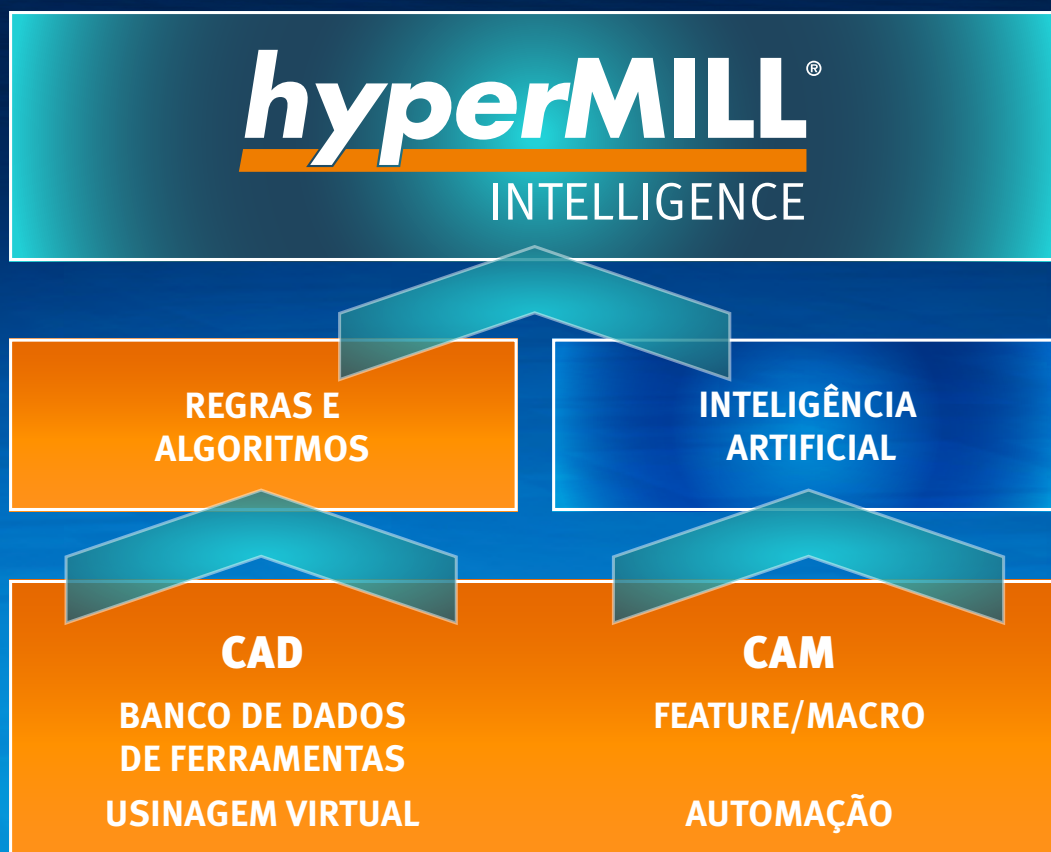 hyperMILL®
INTELLIGENCE
REGRAS E
ALGORITMOS
INTELIGÊNCIA
ARTIFICIAL
CAD
BANCO DE DADOS
DE FERRAMENTAS
USINAGEM VIRTUAL
CAM
FEATURE/MACRO
AUTOMAÇÃO